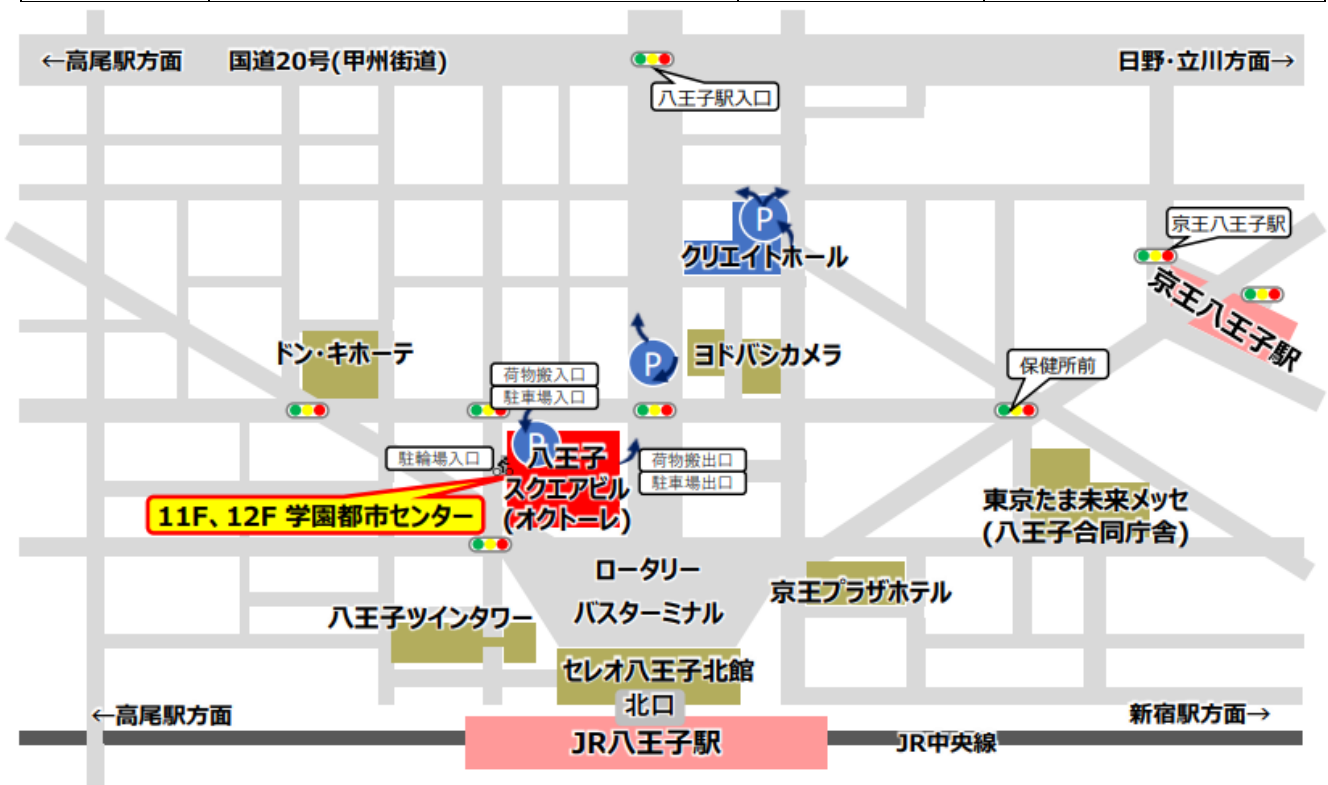 ←高尾駅方面
国道20号(甲州街道)
日野・立川方面→
八王子駅入口
P
クリエイトホール
京王八王子駅
京王八王子駅
P
ヨドバシカメラ
ドン・キホーテ
荷物搬入口
駐車場入口
保健所前
P
八王子
スクエアビル
(オクトーレ)
駐輪場入口
荷物搬出口
駐車場出口
11F、12F 学園都市センター
東京たま未来メッセ
(八王子合同庁舎)
ロータリー
バスターミナル
京王プラザホテル
八王子ツインタワー
セレオ八王子北館
北口
←高尾駅方面
新宿駅方面→
JR八王子駅
JR中央線